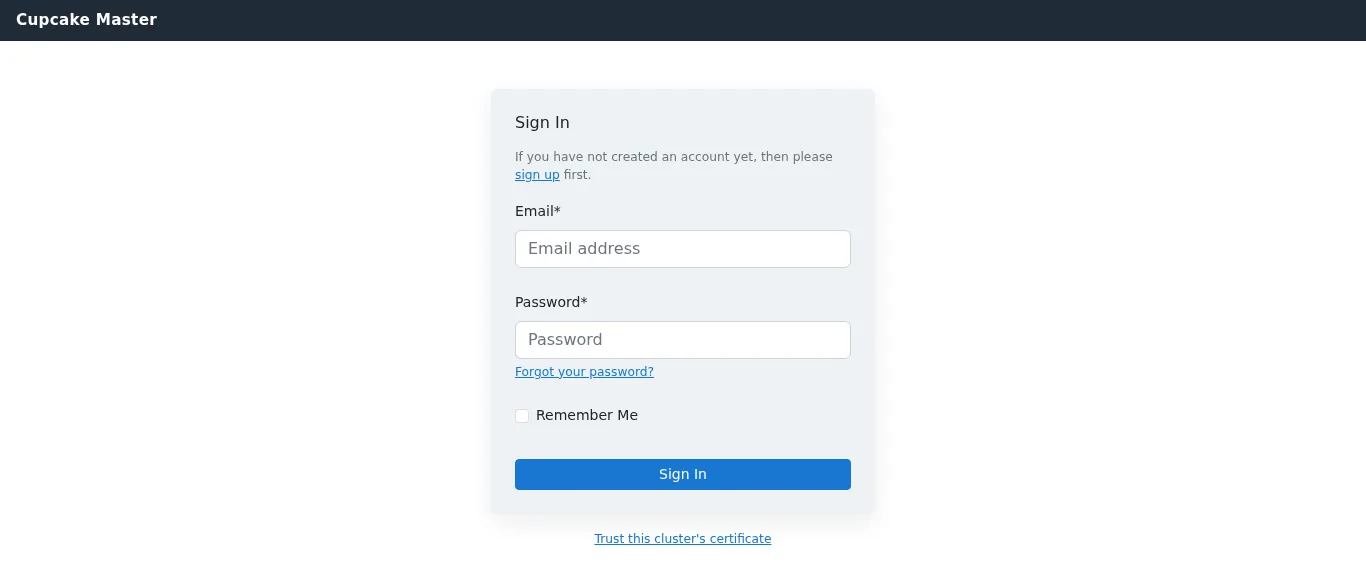 Cupcake Master
Sign In
If you have not created an account yet, then please
sign up first.
Email*
Email address
Password*
Password
Forgot your password?
Remember Me
Sign In
Trust this cluster's certificate